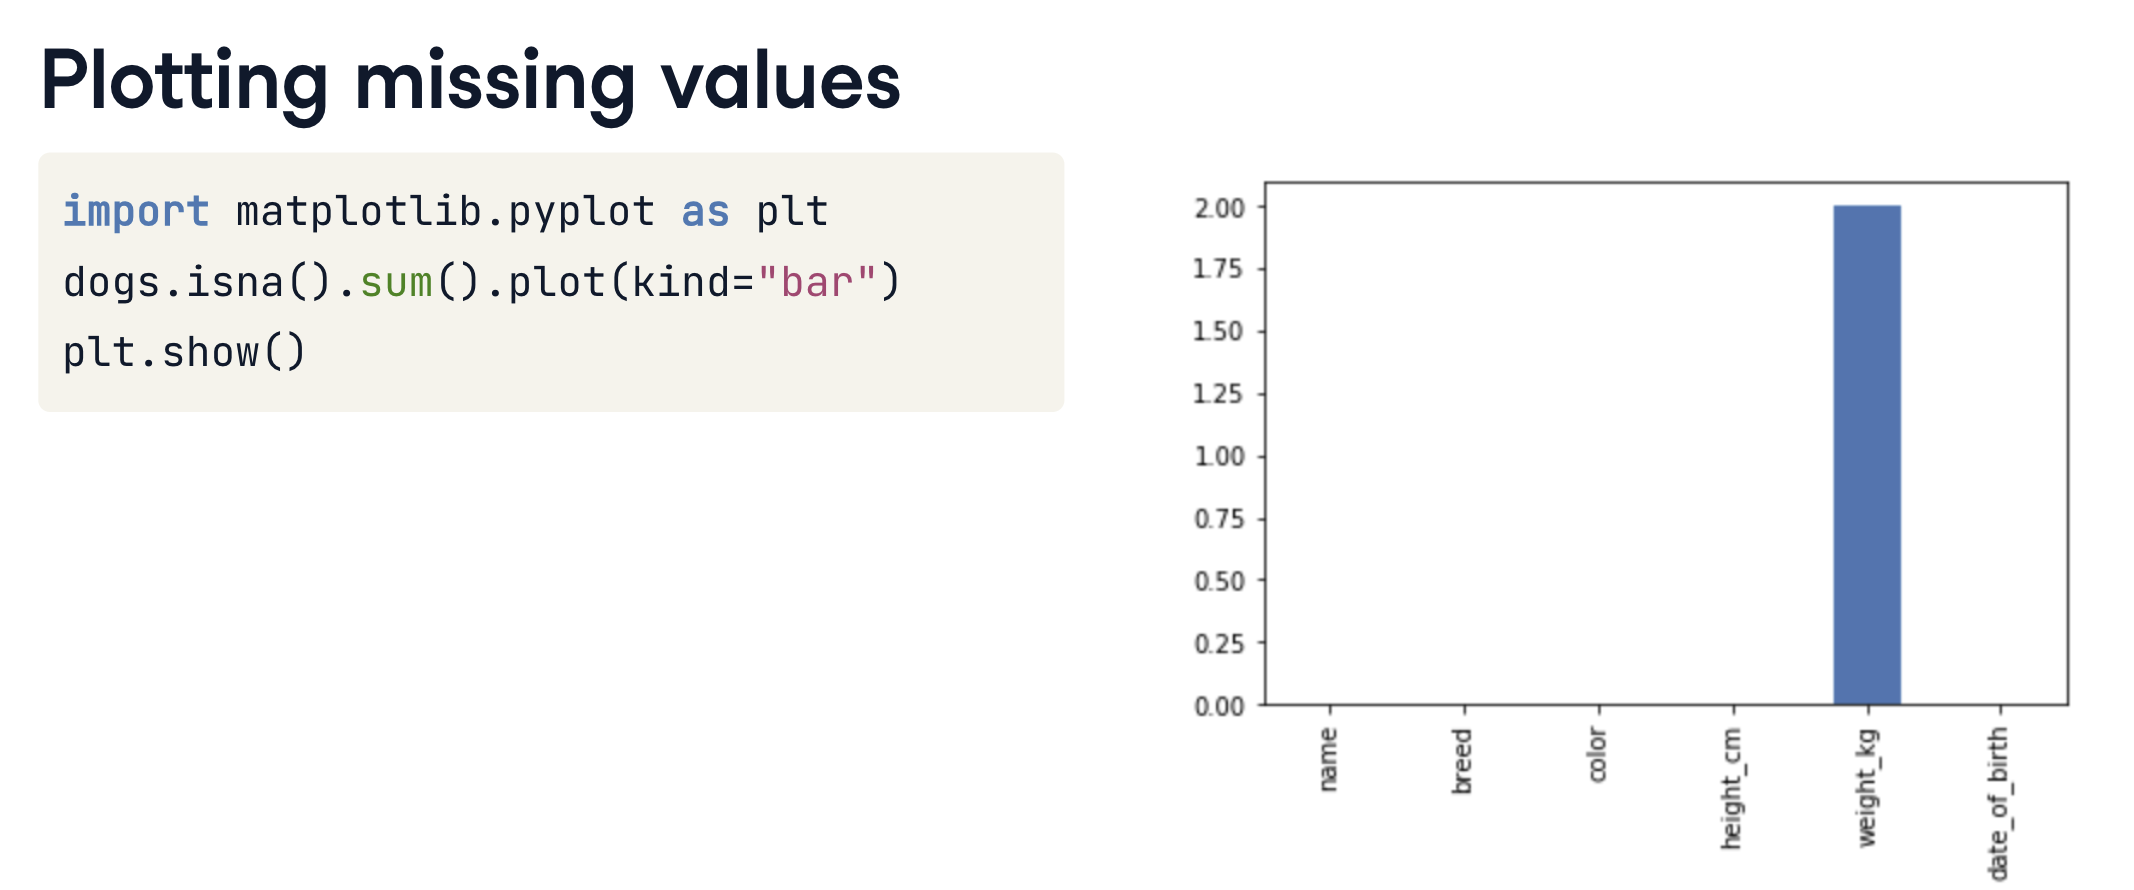 Plotting missing values
import matplotlib.pyplot as plt
dogs.isna().sum().plot(kind="bar")
plt.show()
2.00
1.75
1.50
1.25
1.00
0.75
0.50
0.25
0.00
name
breed
color
height_cm
weight_kg
date_of_birth